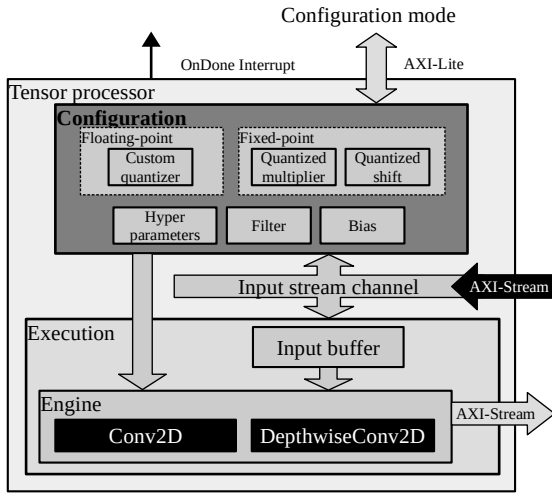 Configuration mode
OnDone Interrupt
AXI-Lite
Tensor processor
Configuration
Floating-point
Fixed-point
Custom
quantizer
Quantized
multiplier
Quantized
shift
Hyper
parameters
Filter
Bias
Input stream channel
AXI-Stream
Execution
Input buffer
Engine
AXI-Stream
Conv2D
DepthwiseConv2D